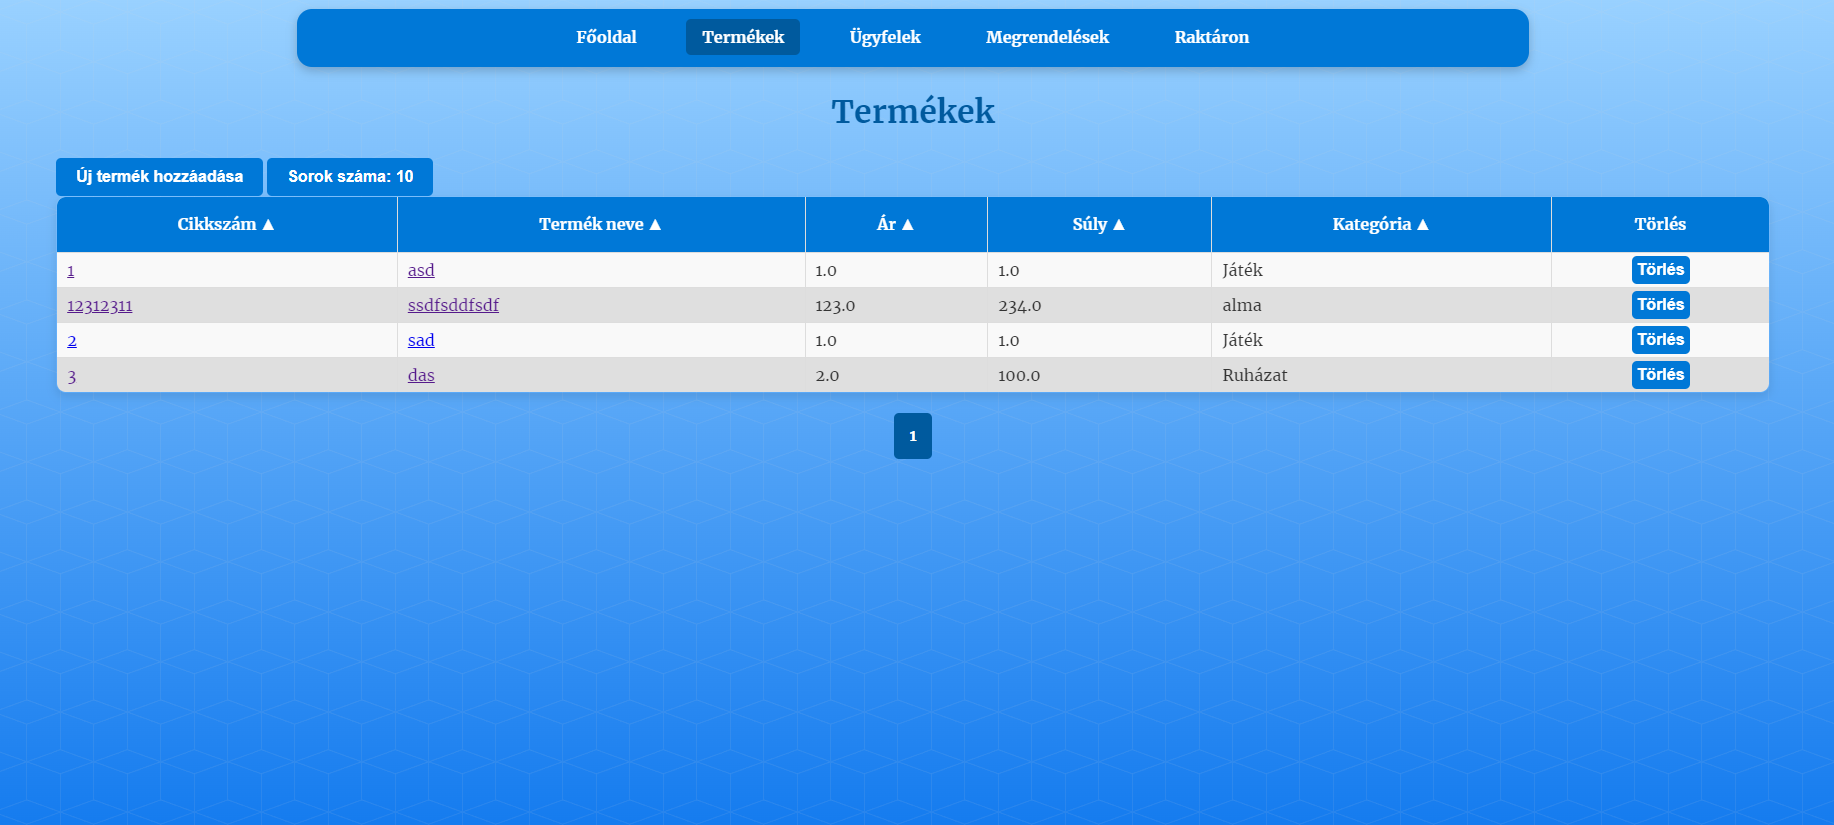 Főoldal Termékek Ügyfelek Megrendelések Raktáron
Termékek
Új termék hozzáadása Sorok száma: 10
Cikkszám ▲ Termék neve ▲ Ár ▲ Súly ▲ Kategória ▲ Törlés
1 asd 1.0 1.0 Játék Törlés
12312311 ssdfsddfsdf 123.0 234.0 alma Törlés
2 sad 1.0 1.0 Játék Törlés
3 das 2.0 100.0 Ruházat Törlés
1